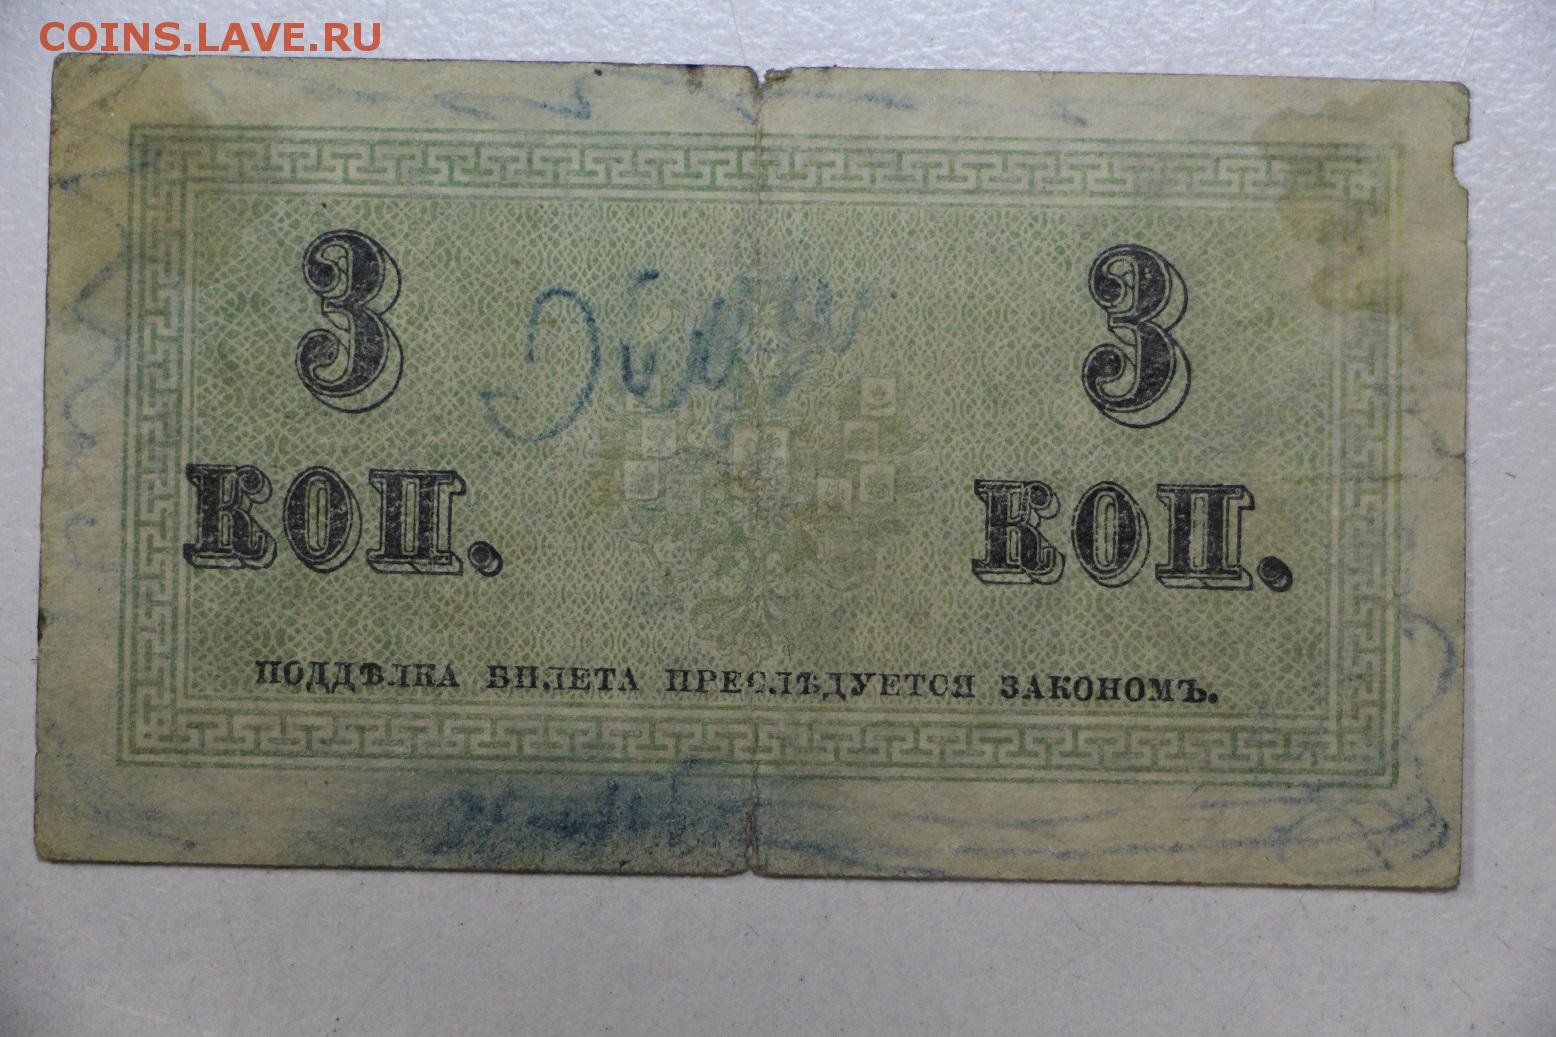 COINS.LAVE.RU
3 3
КОП. КОП.
ПОДДѢЛКА БИЛЕТА ПРЕСЛѢДУЕТСЯ ЗАКОНОМЪ.